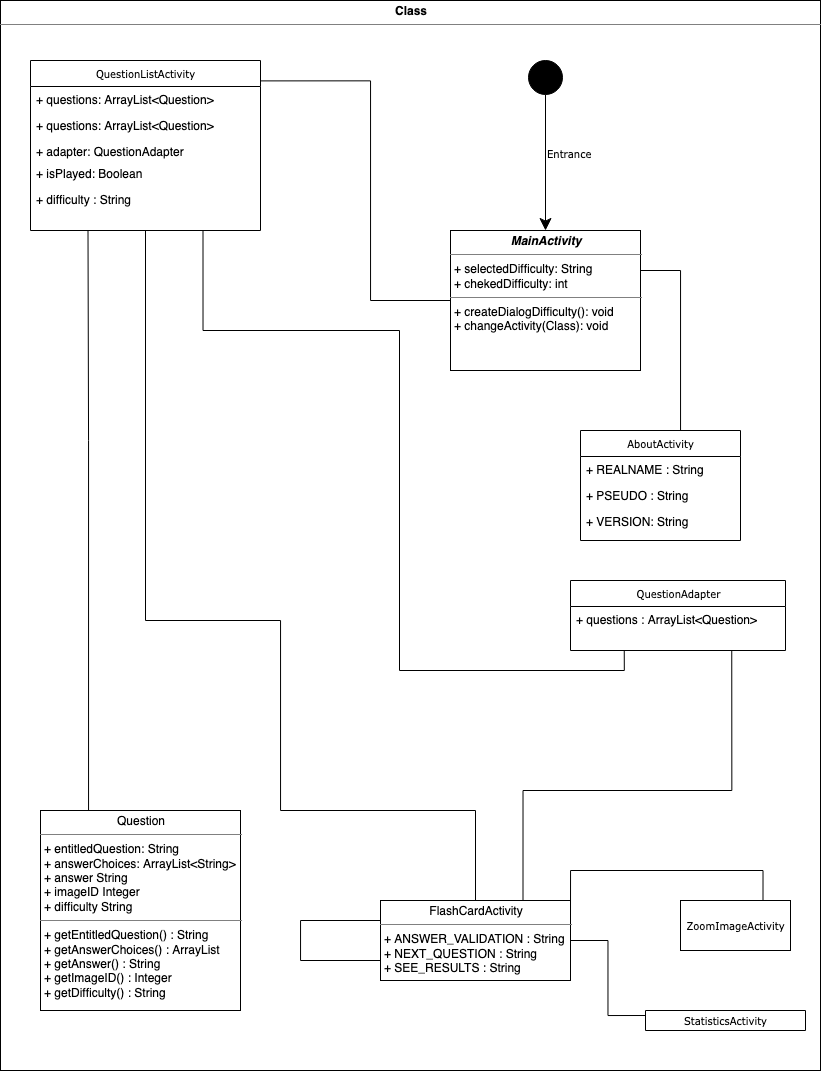 Class
QuestionListActivity
+ questions: ArrayList<Question>
+ questions: ArrayList<Question>
+ adapter: QuestionAdapter
+ isPlayed: Boolean
+ difficulty : String
Entrance
MainActivity
+ selectedDifficulty: String
+ chekedDifficulty: int
+ createDialogDifficulty(): void
+ changeActivity(Class): void
AboutActivity
+ REALNAME : String
+ PSEUDO : String
+ VERSION: String
QuestionAdapter
+ questions : ArrayList<Question>
Question
+ entitledQuestion: String
+ answerChoices: ArrayList<String>
+ answer String
+ imageID Integer
+ difficulty String
+ getEntitledQuestion() : String
+ getAnswerChoices() : ArrayList
+ getAnswer() : String
+ getImageID() : Integer
+ getDifficulty() : String
FlashCardActivity
+ ANSWER_VALIDATION : String
+ NEXT_QUESTION : String
+ SEE_RESULTS : String
ZoomImageActivity
StatisticsActivity